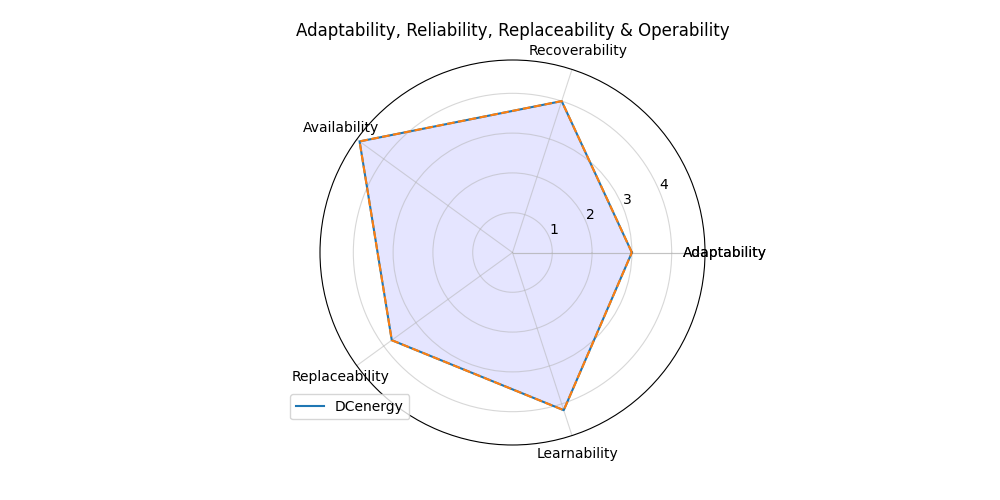 Adaptability, Reliability, Replaceability & Operability
Recoverability
Availability
4
3
2
1
Adaptability
Replaceability
DCenergy
Learnability